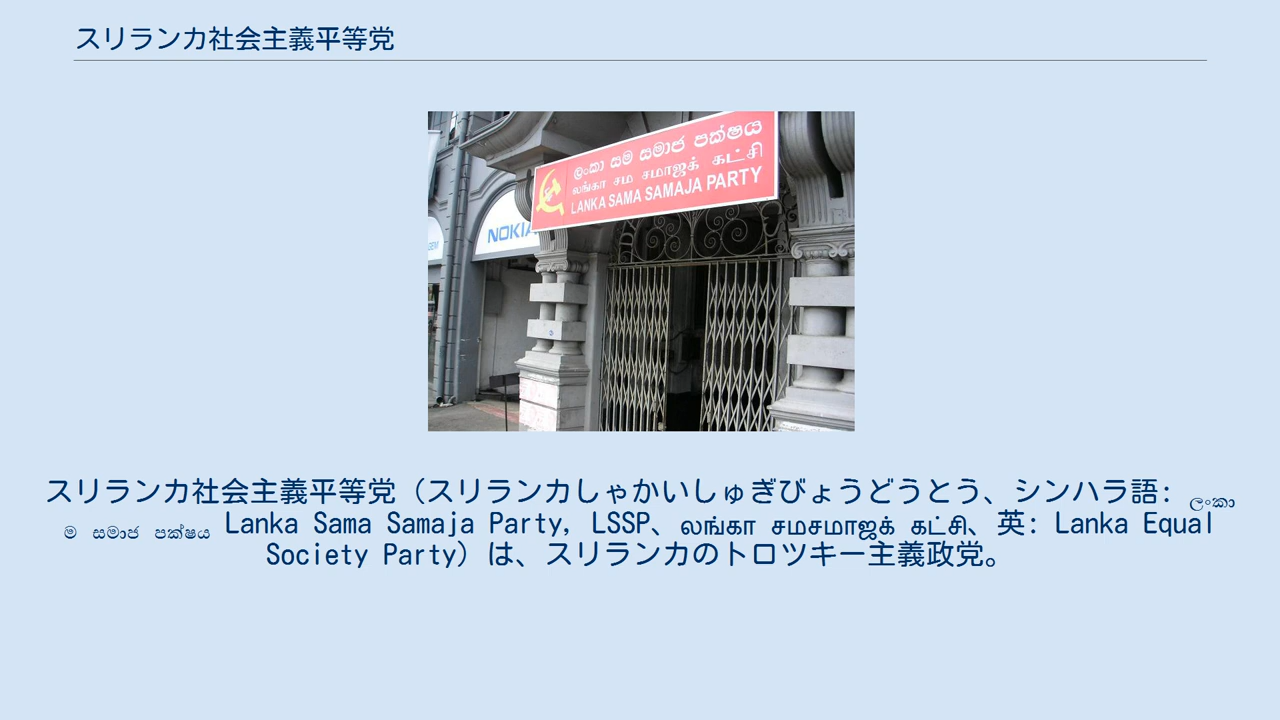 スリランカ社会主義平等党
ලංකා සම සමාජ පක්ෂය
லங்கா சம சமாஜக் கட்சி
LANKA SAMA SAMAJA PARTY
NOKIA
スリランカ社会主義平等党（スリランカしゃかいしゅぎびょうどうとう、シンハラ語: ලංකා
ම සමාජ පක්ෂය Lanka Sama Samaja Party, LSSP、லங்கா சமசமாஜக் கட்சி、英: Lanka Equal
Society Party）は、スリランカのトロツキー主義政党。